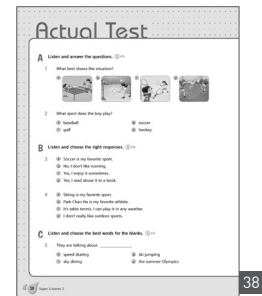 Actual Test
A Listen and answer the questions.
1 What best shows the situation?
a b c d
2 What sport does the boy play?
a baseball b soccer
c golf d hockey
B Listen and choose the right responses.
3 a Soccer is my favorite sport.
b No, I don't like running.
c Yes, I enjoy it sometimes.
d Yes, I read about it in a book.
4 a Skiing is my favorite sport.
b Park Chan Ho is my favorite athlete.
c It's table tennis. I can play it in any weather.
d I don't really like outdoor sports.
C Listen and choose the best words for the blanks.
5 They are talking about
a speed skating b ski jumping
c sky diving d the summer Olympics
38 Super Listener 3
38